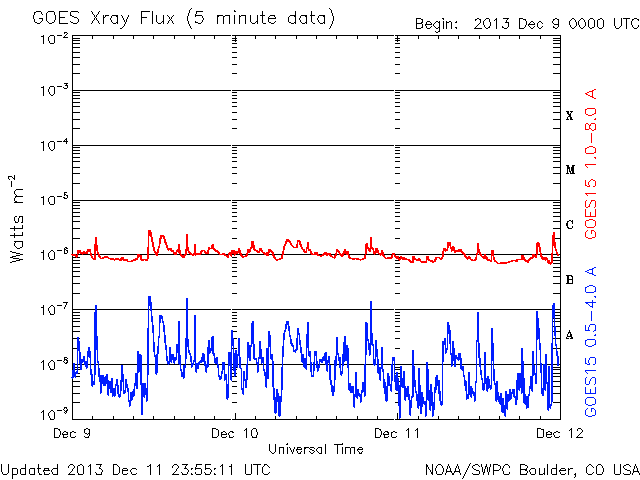 GOES Xray Flux (5 minute data)
Begin: 2013 Dec 9 0000 UTC
10-2
10-3
10-4
10-5
10-6
10-7
10-8
10-9
Watts m-2
X
M
C
B
A
GOES15 1.0-8.0 A
GOES15 0.5-4.0 A
Dec 9
Dec 10
Dec 11
Dec 12
Universal Time
Updated 2013 Dec 11 23:55:11 UTC
NOAA/SWPC Boulder, CO USA